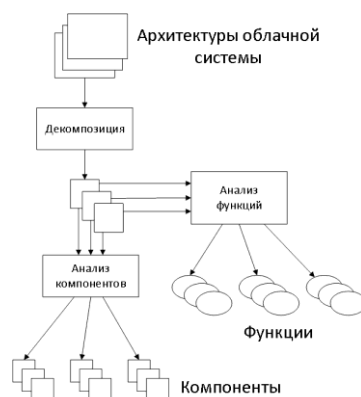 Архитектуры облачной
системы
Декомпозиция
Анализ
функций
Анализ
компонентов
Функции
Компоненты